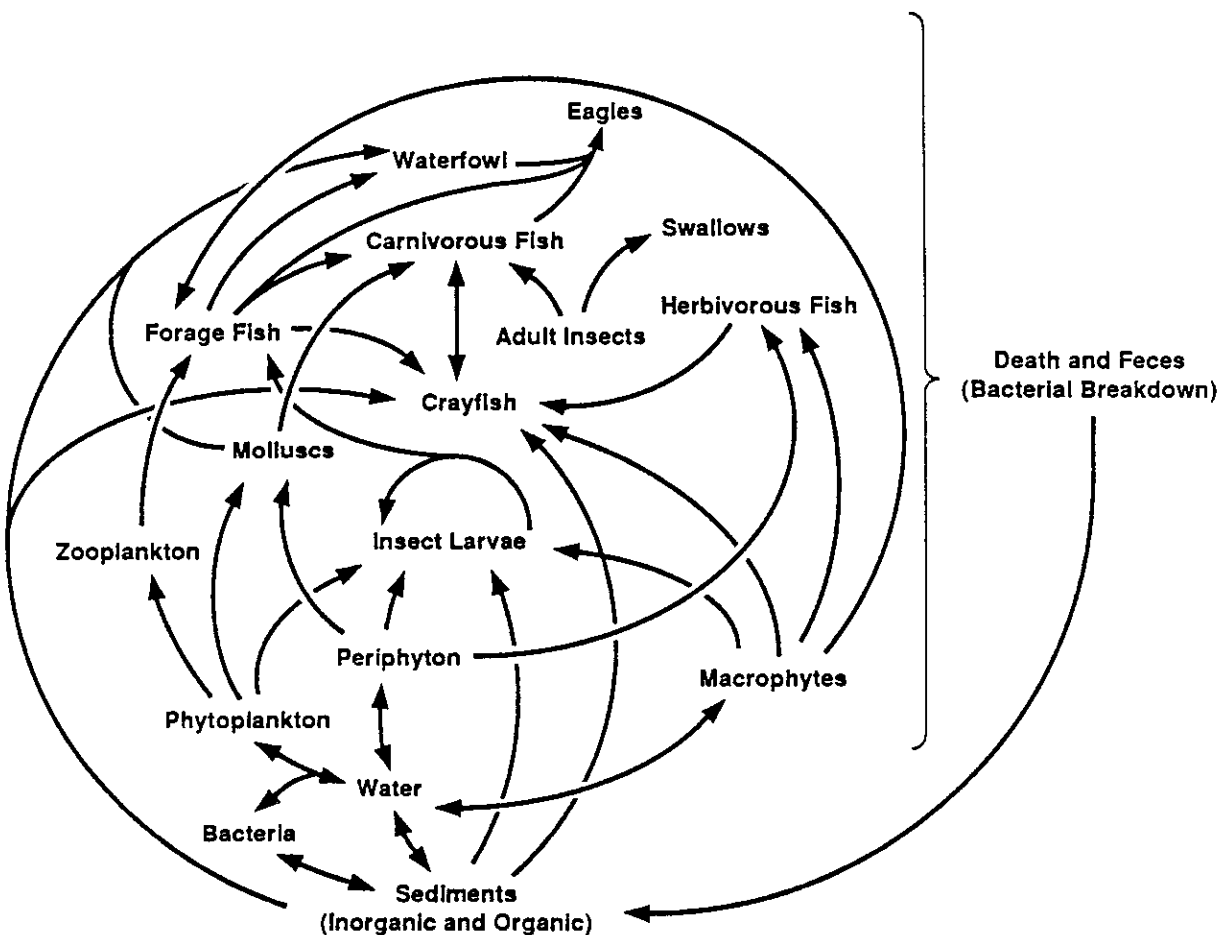 Eagles
Waterfowl
Swallows
Carnivorous Fish
Herbivorous Fish
Forage Fish
Adult Insects
Death and Feces
(Bacterial Breakdown)
Crayfish
Molluscs
Insect Larvae
Zooplankton
Periphyton
Macrophytes
Phytoplankton
Water
Bacteria
Sediments
(Inorganic and Organic)